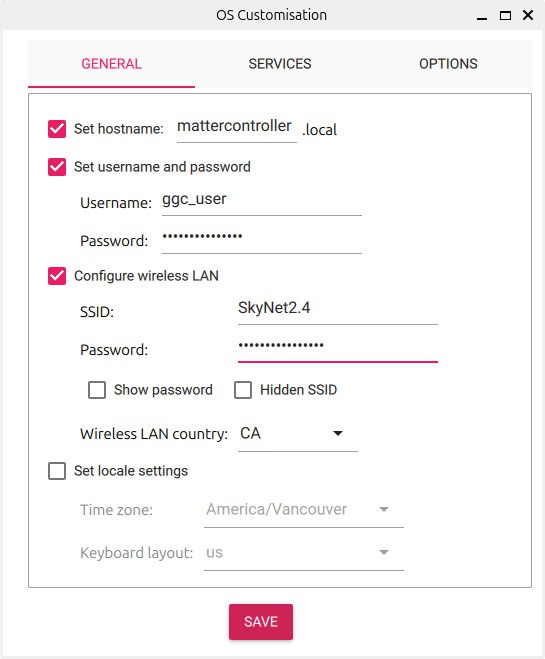 OS Customisation
GENERAL SERVICES OPTIONS
Set hostname: mattercontroller .local
Set username and password
Username: ggc_user
Password: •••••••••••••••
Configure wireless LAN
SSID: SkyNet2.4
Password: ••••••••••••••••
Show password Hidden SSID
Wireless LAN country: CA
Set locale settings
Time zone: America/Vancouver
Keyboard layout: us
SAVE